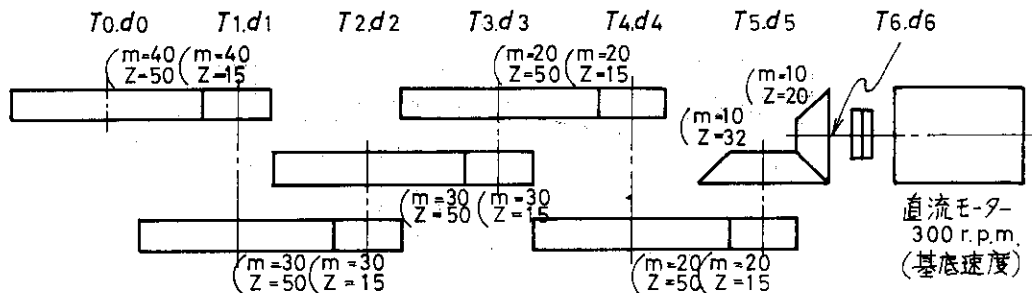 T0.d0 T1.d1 T2.d2 T3.d3 T4.d4 T5.d5 T6.d6
(m=40
Z=50
(m=40
Z=15
(m=20
Z=50
(m=20
Z=15
(m=10
Z=20
(m=10
Z=32
(m=30
Z=50
(m=30
Z=15
(m=30
Z=50
(m=30
Z=15
(m=20
Z=50
(m=20
Z=15
直流モーター
300 r.p.m.
(基底速度)